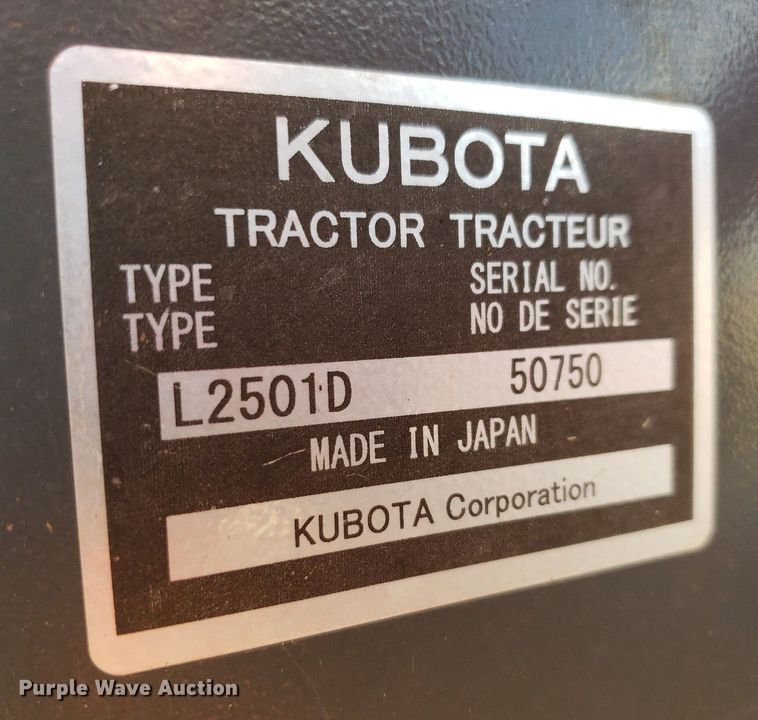 KUBOTA
TRACTOR TRACTEUR
TYPE SERIAL NO.
TYPE NO DE SERIE
L2501D 50750
MADE IN JAPAN
KUBOTA Corporation
Purple Wave Auction